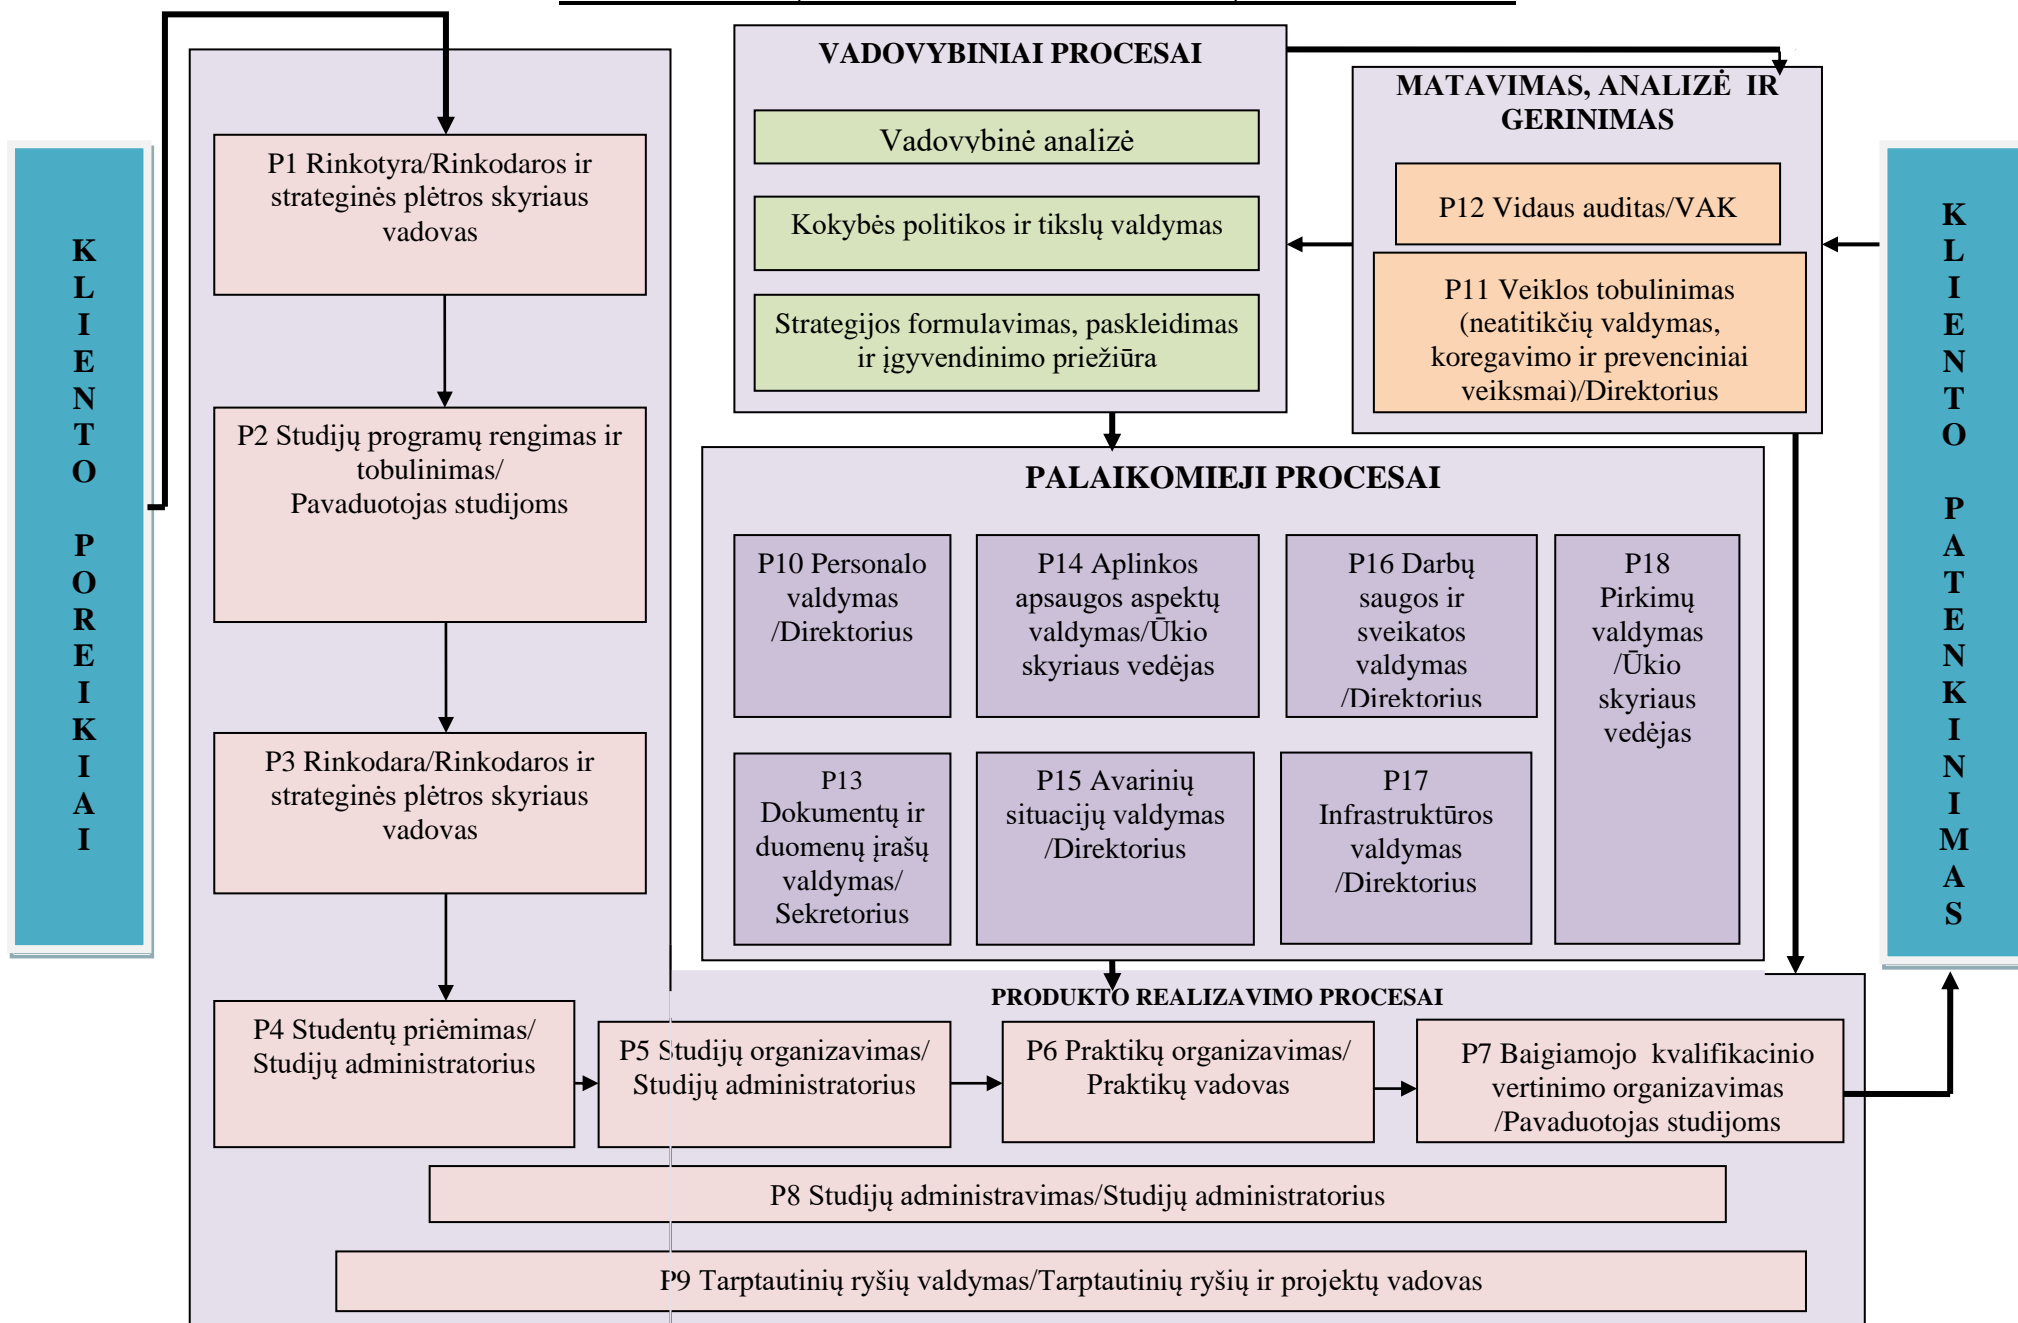 KLIENTO POREIKIAI
P1 Rinkotyra/Rinkodaros ir
strateginės plėtros skyriaus
vadovas
P2 Studijų programų rengimas ir
tobulinimas/
Pavaduotojas studijoms
P3 Rinkodara/Rinkodaros ir
strateginės plėtros skyriaus
vadovas
VADOVYBINIAI PROCESAI
Vadovybinė analizė
Kokybės politikos ir tikslų valdymas
Strategijos formulavimas, paskleidimas
ir įgyvendinimo priežiūra
MATAVIMAS, ANALIZĖ IR
GERINIMAS
P12 Vidaus auditas/VAK
P11 Veiklos tobulinimas
(neatitikčių valdymas,
koregavimo ir prevenciniai
veiksmai)/Direktorius
PALAIKOMIEJI PROCESAI
P10 Personalo
valdymas
/Direktorius
P14 Aplinkos
apsaugos aspektų
valdymas/Ūkio
skyriaus vedėjas
P16 Darbų
saugos ir
sveikatos
valdymas
/Direktorius
P18
Pirkimų
valdymas
/Ūkio
skyriaus
vedėjas
P13
Dokumentų ir
duomenų įrašų
valdymas/
Sekretorius
P15 Avarinių
situacijų valdymas
/Direktorius
P17
Infrastruktūros
valdymas
/Direktorius
PRODUKTO REALIZAVIMO PROCESAI
P4 Studentų priėmimas/
Studijų administratorius
P5 Studijų organizavimas/
Studijų administratorius
P6 Praktikų organizavimas/
Praktikų vadovas
P7 Baigiamojo kvalifikacinio
vertinimo organizavimas
/Pavaduotojas studijoms
P8 Studijų administravimas/Studijų administratorius
P9 Tarptautinių ryšių valdymas/Tarptautinių ryšių ir projektų vadovas
KLIENTO PATENKINIMAS